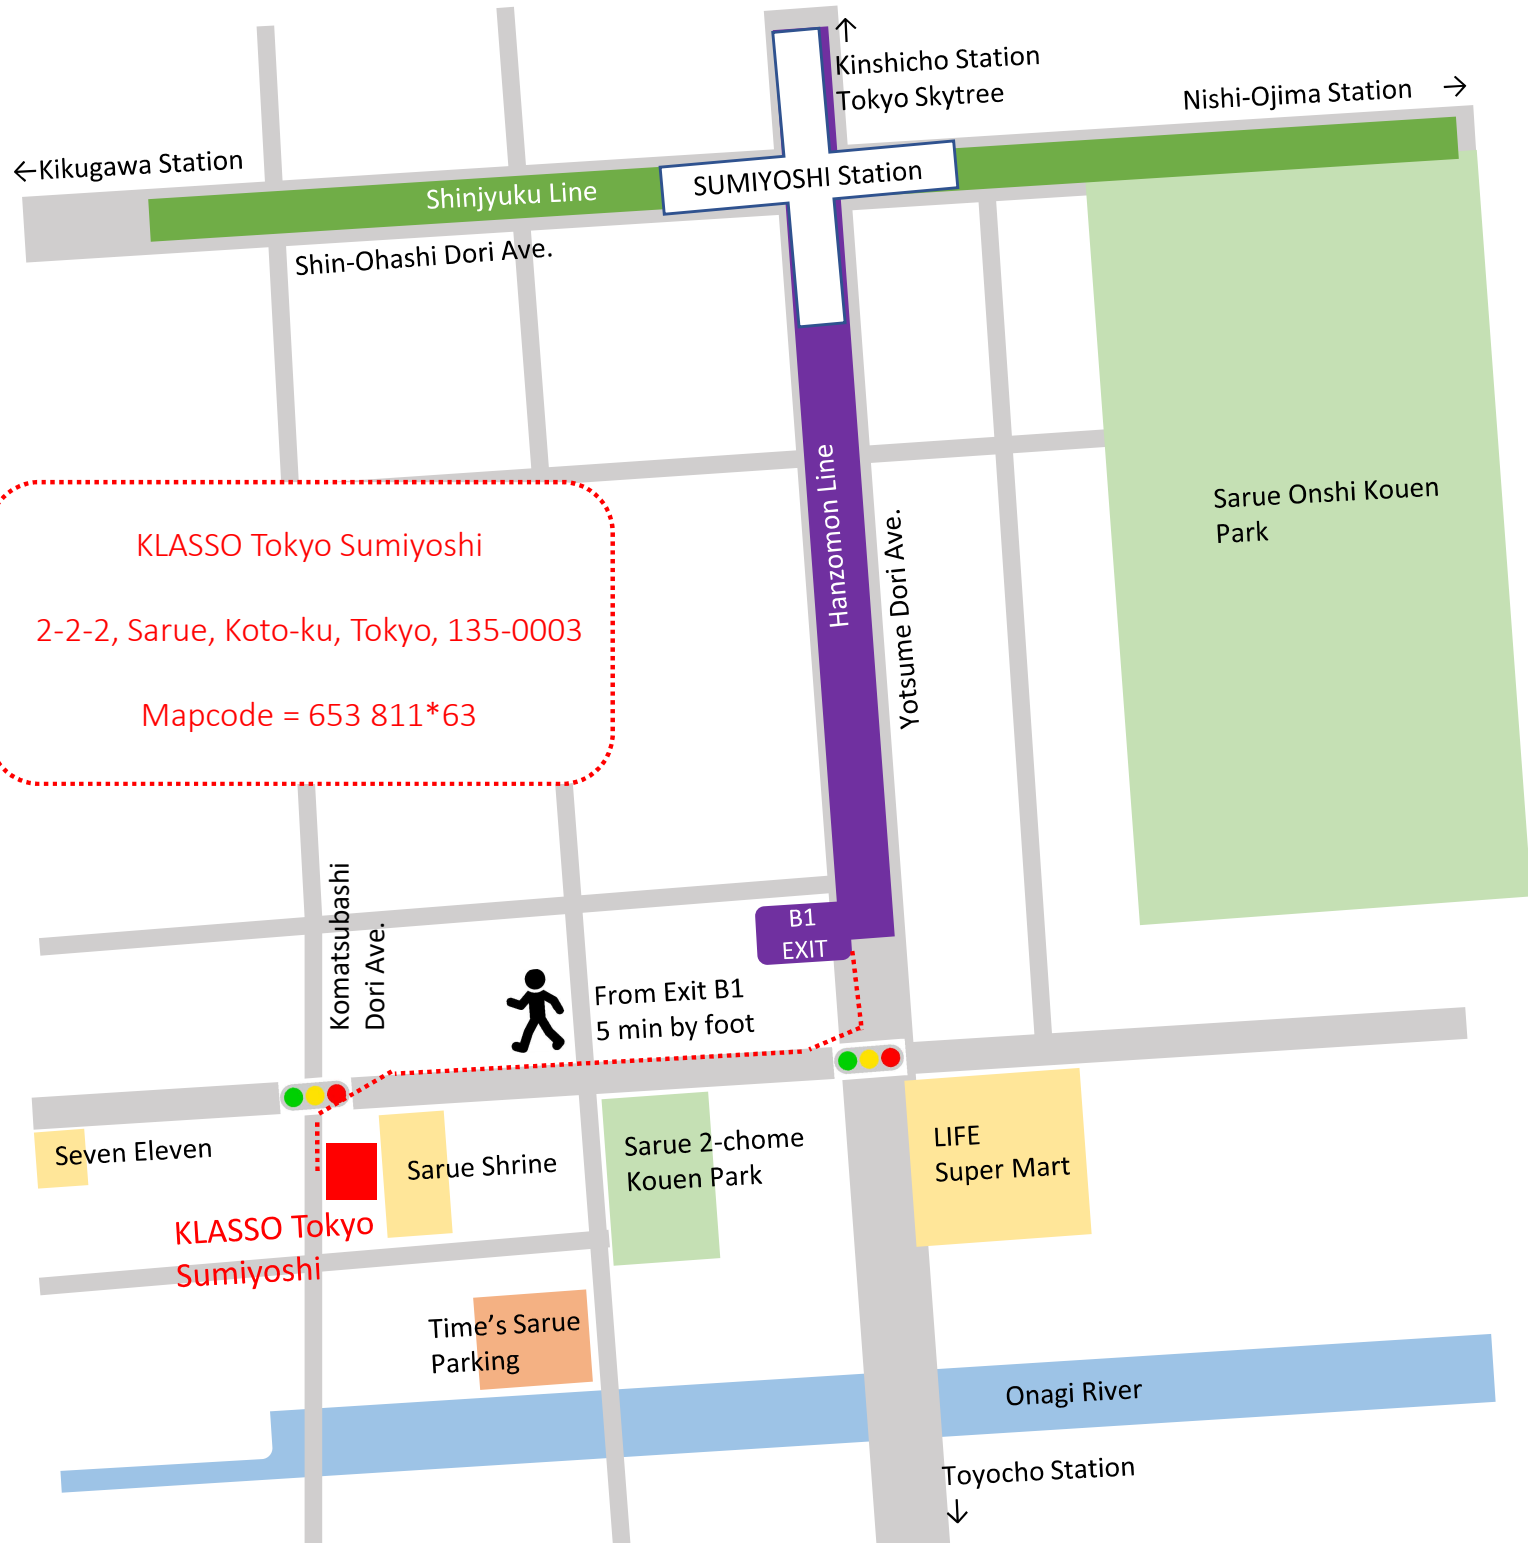 ↑
Kinshicho Station
Tokyo Skytree
Nishi-Ojima Station →
←Kikugawa Station
SUMIYOSHI Station
Shinjyuku Line
Shin-Ohashi Dori Ave.
Hanzomon Line
Yotsume Dori Ave.
Sarue Onshi Kouen
Park
KLASSO Tokyo Sumiyoshi
2-2-2, Sarue, Koto-ku, Tokyo, 135-0003
Mapcode = 653 811*63
Komatsubashi
Dori Ave.
B1
EXIT
From Exit B1
5 min by foot
Seven Eleven
Sarue Shrine
Sarue 2-chome
Kouen Park
LIFE
Super Mart
KLASSO Tokyo
Sumiyoshi
Time’s Sarue
Parking
Onagi River
Toyocho Station
↓